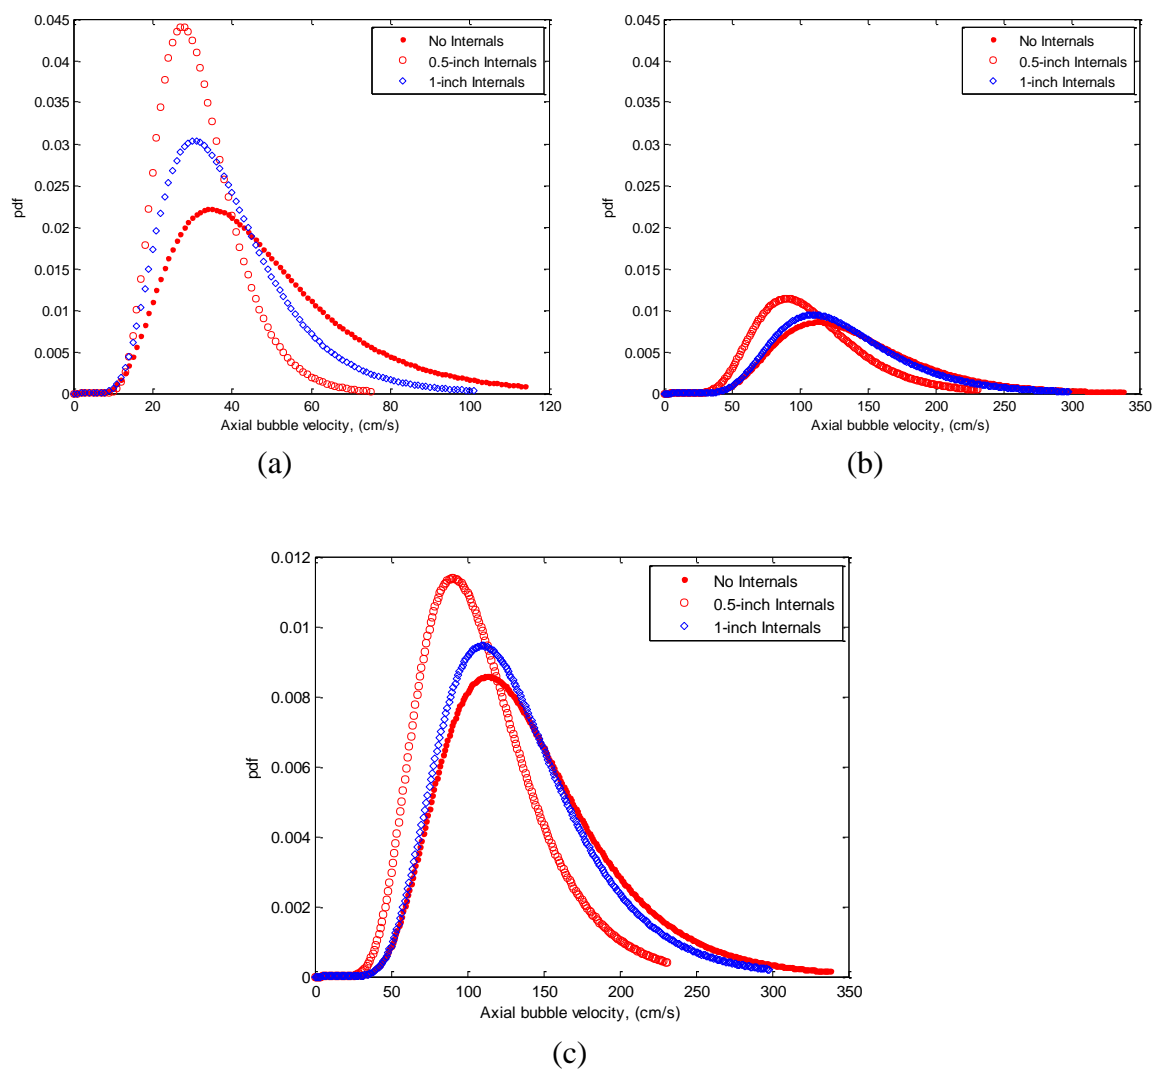 0.045
0.04
0.035
0.03
0.025
0.02
0.015
0.01
0.005
0
pdf
No Internals
0.5-inch Internals
1-inch Internals
0 20 40 60 80 100 120
Axial bubble velocity, (cm/s)
(a)
0.045
0.04
0.035
0.03
0.025
0.02
0.015
0.01
0.005
0
pdf
No Internals
0.5-inch Internals
1-inch Internals
0 50 100 150 200 250 300 350
Axial bubble velocity, (cm/s)
(b)
0.012
0.01
0.008
0.006
0.004
0.002
0
pdf
No Internals
0.5-inch Internals
1-inch Internals
0 50 100 150 200 250 300 350
Axial bubble velocity, (cm/s)
(c)